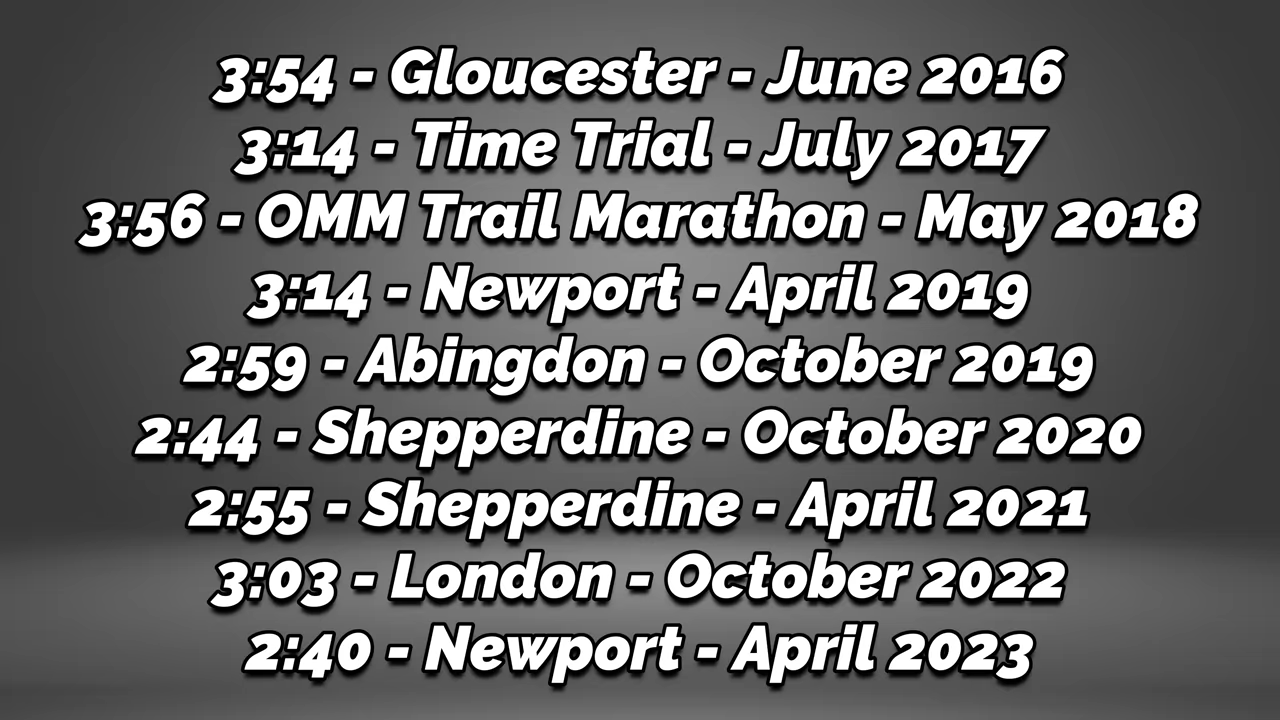 3:54 - Gloucester - June 2016
3:14 - Time Trial - July 2017
3:56 - OMM Trail Marathon - May 2018
3:14 - Newport - April 2019
2:59 - Abingdon - October 2019
2:44 - Shepperdine - October 2020
2:55 - Shepperdine - April 2021
3:03 - London - October 2022
2:40 - Newport - April 2023